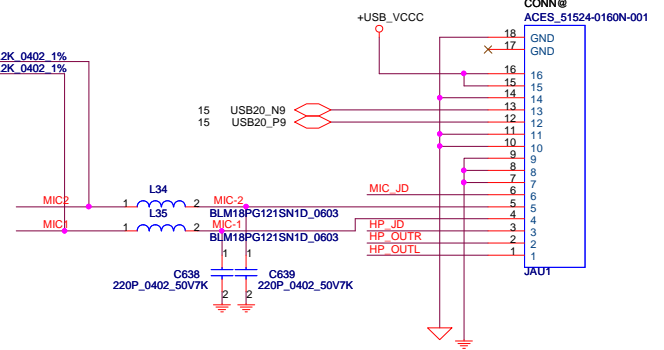 CONN@
ACES_51524-0160N-001
+USB_VCCC
18 GND
17 GND
2K_0402_1%
2K_0402_1%
16 16
15 15
14 14
15 USB20_N9 13 13
15 USB20_P9 12 12
11 11
10 10
9 9
8 8
7 7
L34
MIC_JD 6 6
MIC2 1 2 MIC-2 5 5
L35 BLM18PG121SN1D_0603
4 4
MIC1 1 2 MIC-1 HP_JD 3 3
BLM18PG121SN1D_0603 HP_OUTR 2 2
HP_OUTL 1 1
1 1
JAU1
C638 C639
220P_0402_50V7K 220P_0402_50V7K
2 2